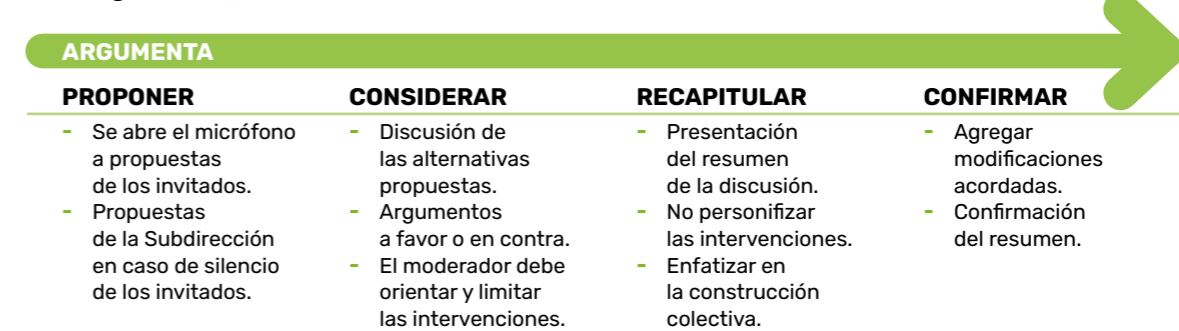 ARGUMENTA
PROPONER
- Se abre el micrófono
a propuestas
de los invitados.
- Propuestas
de la Subdirección
en caso de silencio
de los invitados.
CONSIDERAR
- Discusión de
las alternativas
propuestas.
- Argumentos
a favor o en contra.
- El moderador debe
orientar y limitar
las intervenciones.
RECAPITULAR
- Presentación
del resumen
de la discusión.
- No personifizar
las intervenciones.
- Enfatizar en
la construcción
colectiva.
CONFIRMAR
- Agregar
modificaciones
acordadas.
- Confirmación
del resumen.